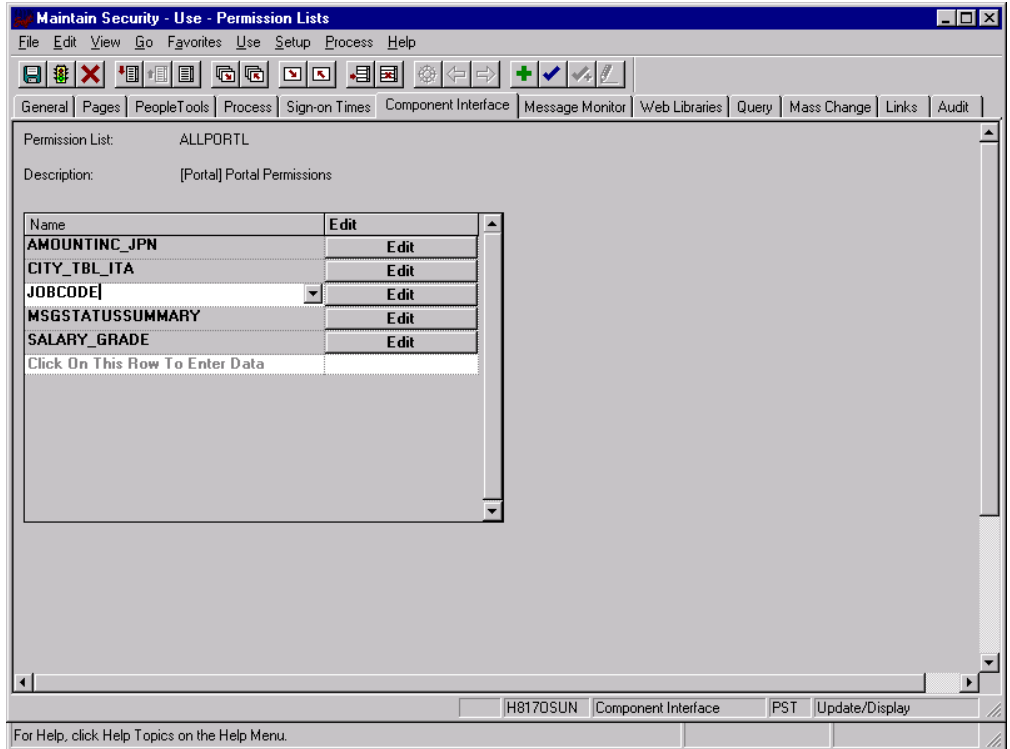 Maintain Security - Use - Permission Lists
File Edit View Go Favorites Use Setup Process Help
General Pages PeopleTools Process Sign-on Times Component Interface Message Monitor Web Libraries Query Mass Change Links Audit
Permission List: ALLPORTL
Description: [Portal] Portal Permissions
Name Edit
AMOUNTINC_JPN Edit
CITY_TBL_ITA Edit
JOBCODE Edit
MSGSTATUSSUMMARY Edit
SALARY_GRADE Edit
Click On This Row To Enter Data
H8170SUN Component Interface PST Update/Display
For Help, click Help Topics on the Help Menu.